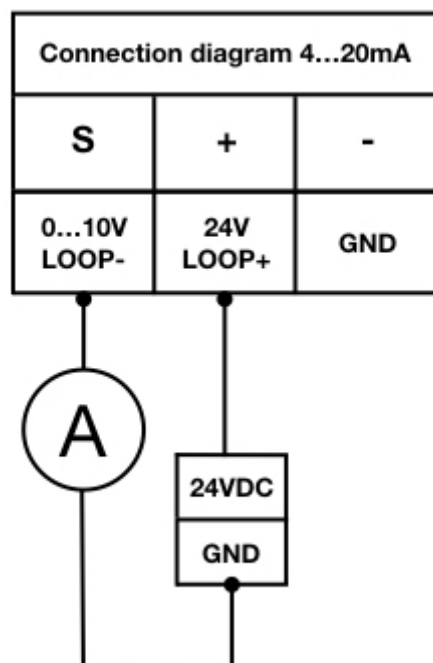 Connection diagram 4...20mA
S + -
0...10V 24V GND
LOOP- LOOP+
A
24VDC
GND